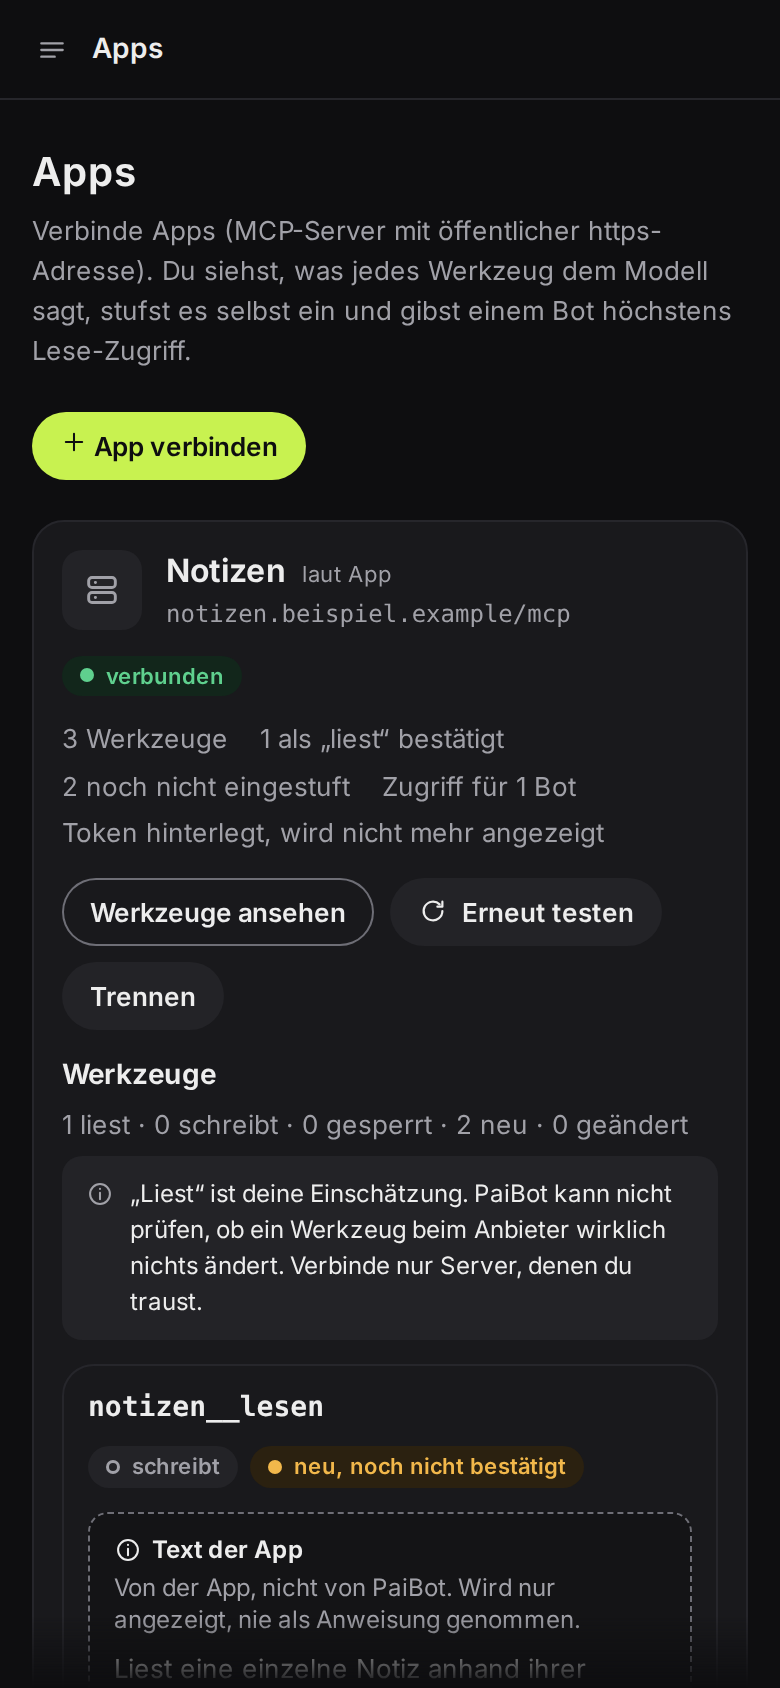 Apps
Apps
Verbinde Apps (MCP-Server mit öffentlicher https-
Adresse). Du siehst, was jedes Werkzeug dem Modell
sagt, stufst es selbst ein und gibst einem Bot höchstens
Lese-Zugriff.
+ App verbinden
Notizen laut App
notizen.beispiel.example/mcp
verbunden
3 Werkzeuge 1 als „liest“ bestätigt
2 noch nicht eingestuft Zugriff für 1 Bot
Token hinterlegt, wird nicht mehr angezeigt
Werkzeuge ansehen Erneut testen
Trennen
Werkzeuge
1 liest · 0 schreibt · 0 gesperrt · 2 neu · 0 geändert
„Liest“ ist deine Einschätzung. PaiBot kann nicht
prüfen, ob ein Werkzeug beim Anbieter wirklich
nichts ändert. Verbinde nur Server, denen du
traust.
notizen__lesen
schreibt neu, noch nicht bestätigt
Text der App
Von der App, nicht von PaiBot. Wird nur
angezeigt, nie als Anweisung genommen.
Liest eine einzelne Notiz anhand ihrer